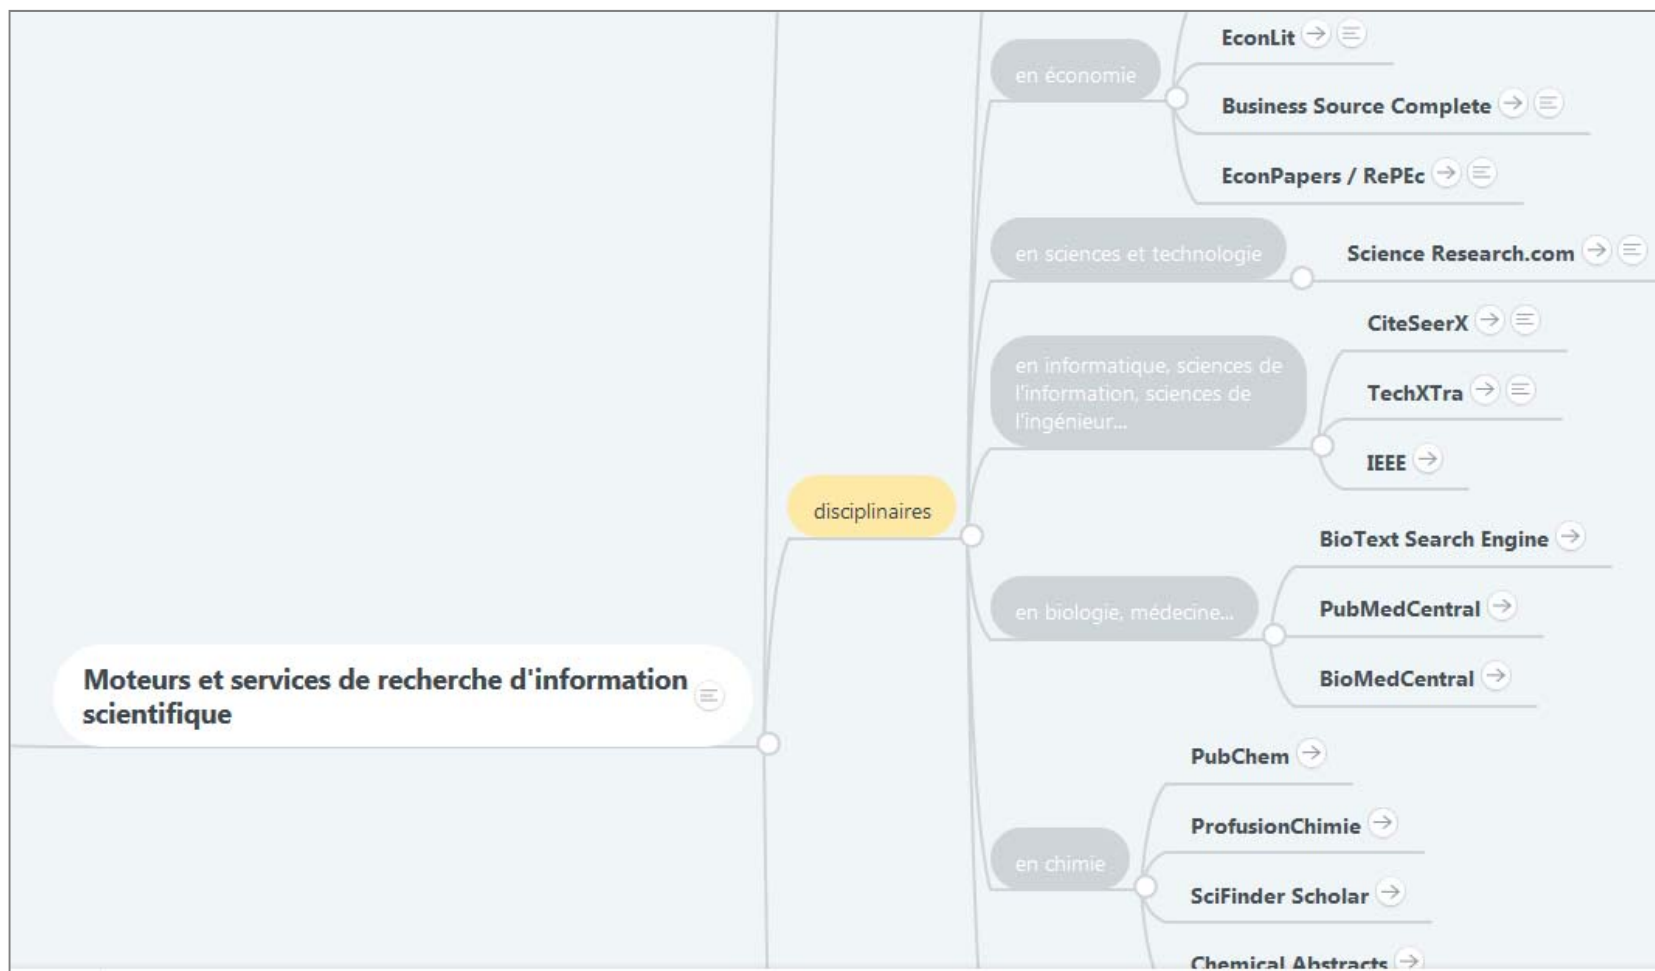 Moteurs et services de recherche d'information
scientifique
disciplinaires
en économie
EconLit
Business Source Complete
EconPapers / RePEc
en sciences et technologie
Science Research.com
en informatique, sciences de
l'information, sciences de
l'ingénieur...
CiteSeerX
TechXTra
IEEE
en biologie, médecine...
BioText Search Engine
PubMedCentral
BioMedCentral
en chimie
PubChem
ProfusionChimie
SciFinder Scholar
Chemical Abstracts